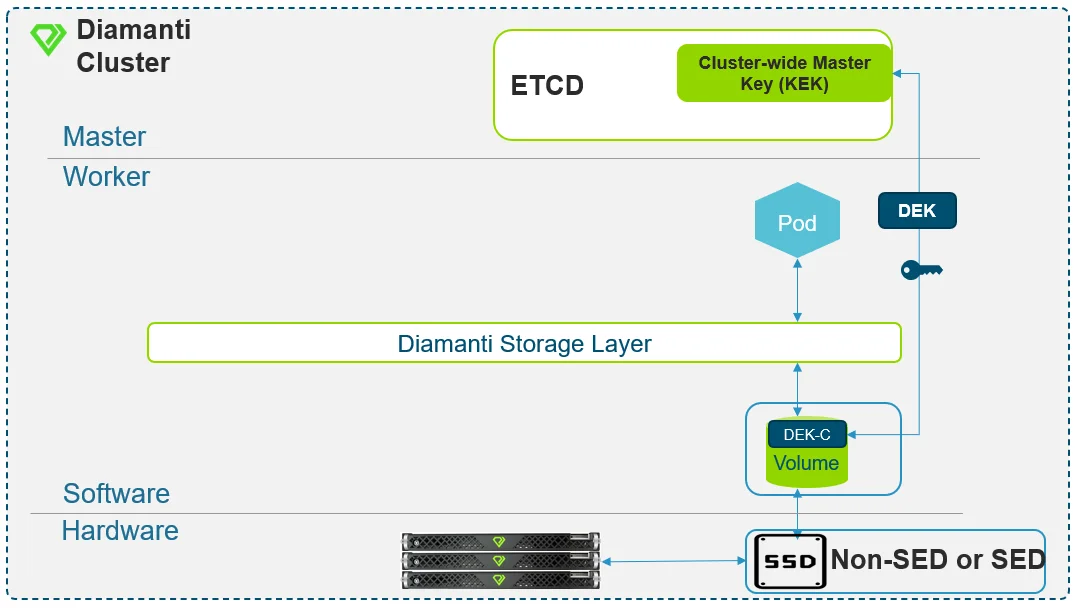 Diamanti
Cluster
ETCD
Cluster-wide Master
Key (KEK)
Master
Worker
Pod
DEK
Diamanti Storage Layer
DEK-C
Volume
Software
Hardware
SSD
Non-SED or SED